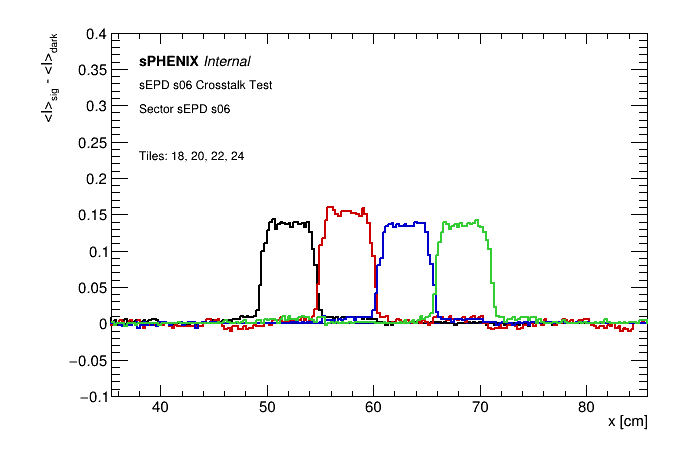 <I>sig - <I>dark
0.4
0.35
0.3
0.25
0.2
0.15
0.1
0.05
0
−0.05
−0.1
sPHENIX Internal
sEPD s06 Crosstalk Test
Sector sEPD s06
Tiles: 18, 20, 22, 24
40 50 60 70 80
x [cm]